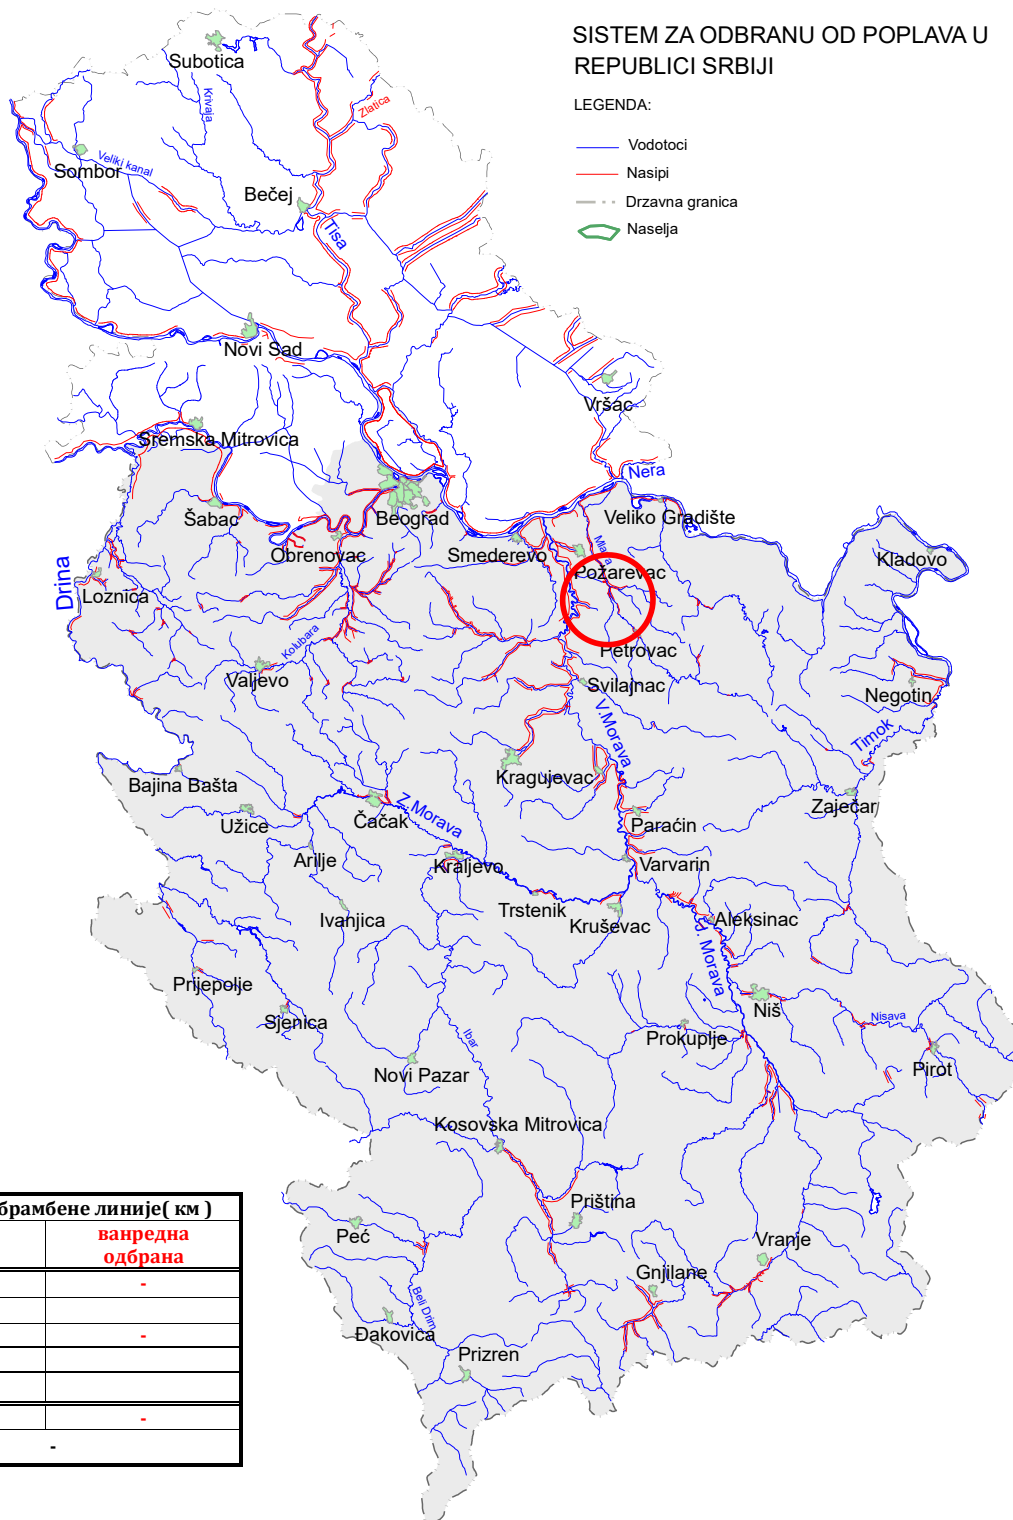 SISTEM ZA ODBRANU OD POPLAVA U
REPUBLICI SRBIJI
LEGENDA:
Vodotoci
Nasipi
Drzavna granica
Naselja
Subotica
Krivaja
Zlatica
Sombor
Veliki kanal
Bečej
Tisa
Novi Sad
Vršac
Sremska Mitrovica
Nera
Šabac
Beograd
Veliko Gradište
Obrenovac
Smederevo
Kladovo
Drina
Loznica
Požarevac
Kolubara
Petrovac
Valjevo
Svilajnac
Negotin
V.Morava
Timok
Bajina Bašta
Kragujevac
Zaječar
Užice
Čačak
Z.Morava
Paraćin
Arilje
Kraljevo
Varvarin
Ivanjica
Trstenik
Kruševac
Aleksinac
J. Morava
Prijepolje
Sjenica
Niš
Nisava
Ibar
Prokuplje
Pirot
Novi Pazar
Kosovska Mitrovica
Priština
Peć
Vranje
Gnjilane
Beli Drim
Đakovica
Prizren
брамбене линије( км )
ванредна
одбрана
-
-
-
-